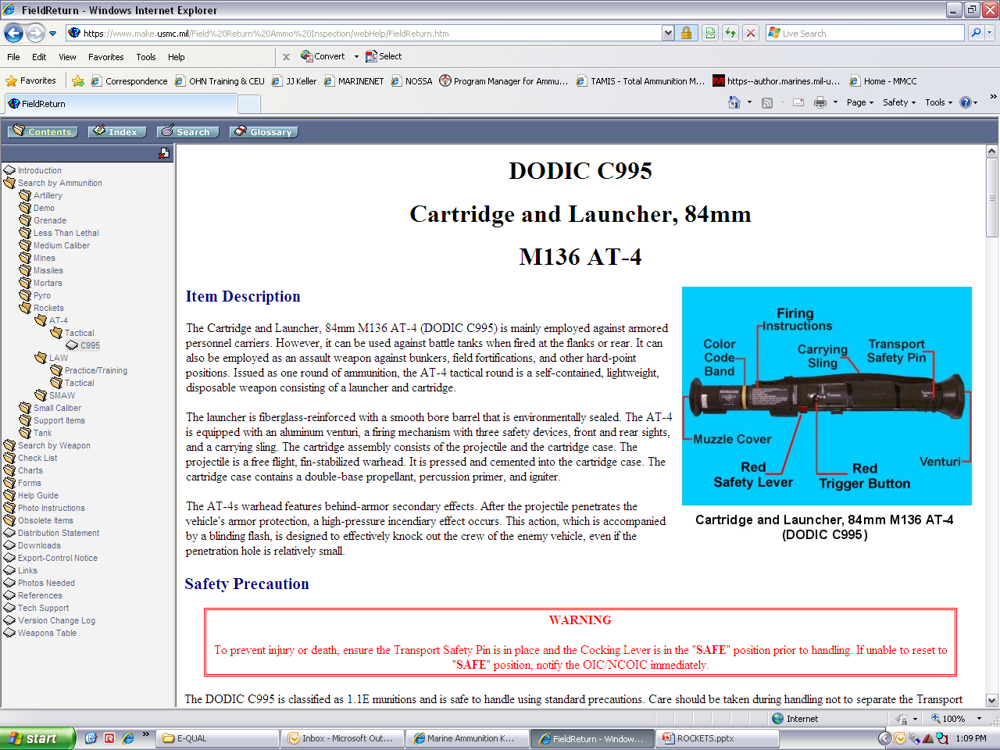 FieldReturn - Windows Internet Explorer
https://www.make.usmc.mil/Field%20Return%20Ammo%20Inspection/webHelp/FieldReturn.htm
Live Search
File Edit View Favorites Tools Help
x Convert Select
Favorites Correspondence OHN Training & CEU JJ Keller MARINENET NOSSA Program Manager for Ammu... TAMIS - Total Ammunition M... https--author.marines.mil-u... Home - MMCC
FieldReturn
Page Safety Tools
Contents Index Search Glossary
Introduction
Search by Ammunition
Artillery
Demo
Grenade
Less Than Lethal
Medium Caliber
Mines
Missiles
Mortars
Pyro
Rockets
AT-4
Tactical
C995
LAW
Practice/Training
Tactical
SMAW
Small Caliber
Support Items
Tank
Search by Weapon
Check List
Charts
Forms
Help Guide
Photo Instructions
Obsolete Items
Distribution Statement
Downloads
Export-Control Notice
Links
Photos Needed
References
Tech Support
Version Change Log
Weapons Table
DODIC C995
Cartridge and Launcher, 84mm
M136 AT-4
Item Description
The Cartridge and Launcher, 84mm M136 AT-4 (DODIC C995) is mainly employed against armored
personnel carriers. However, it can be used against battle tanks when fired at the flanks or rear. It can
also be employed as an assault weapon against bunkers, field fortifications, and other hard-point
positions. Issued as one round of ammunition, the AT-4 tactical round is a self-contained, lightweight,
disposable weapon consisting of a launcher and cartridge.
The launcher is fiberglass-reinforced with a smooth bore barrel that is environmentally sealed. The AT-4
is equipped with an aluminum venturi, a firing mechanism with three safety devices, front and rear sights,
and a carrying sling. The cartridge assembly consists of the projectile and the cartridge case. The
projectile is a free flight, fin-stabilized warhead. It is pressed and cemented into the cartridge case. The
cartridge case contains a double-base propellant, percussion primer, and igniter.
The AT-4s warhead features behind-armor secondary effects. After the projectile penetrates the
vehicle's armor protection, a high-pressure incendiary effect occurs. This action, which is accompanied
by a blinding flash, is designed to effectively knock out the crew of the enemy vehicle, even if the
penetration hole is relatively small.
Firing
Instructions
Color
Code
Band
Carrying
Sling
Transport
Safety Pin
Muzzle Cover
Venturi
Red
Safety Lever
Red
Trigger Button
Cartridge and Launcher, 84mm M136 AT-4
(DODIC C995)
Safety Precaution
WARNING
To prevent injury or death, ensure the Transport Safety Pin is in place and the Cocking Lever is in the "SAFE" position prior to handling. If unable to reset to
"SAFE" position, notify the OIC/NCOIC immediately.
The DODIC C995 is classified as 1.1E munitions and is safe to handle using standard precautions. Care should be taken during handling not to separate the Transport
Internet 100%
start E-QUAL Inbox - Microsoft Out... Marine Ammunition K... FieldReturn - Window... ROCKETS.pptx 1:09 PM